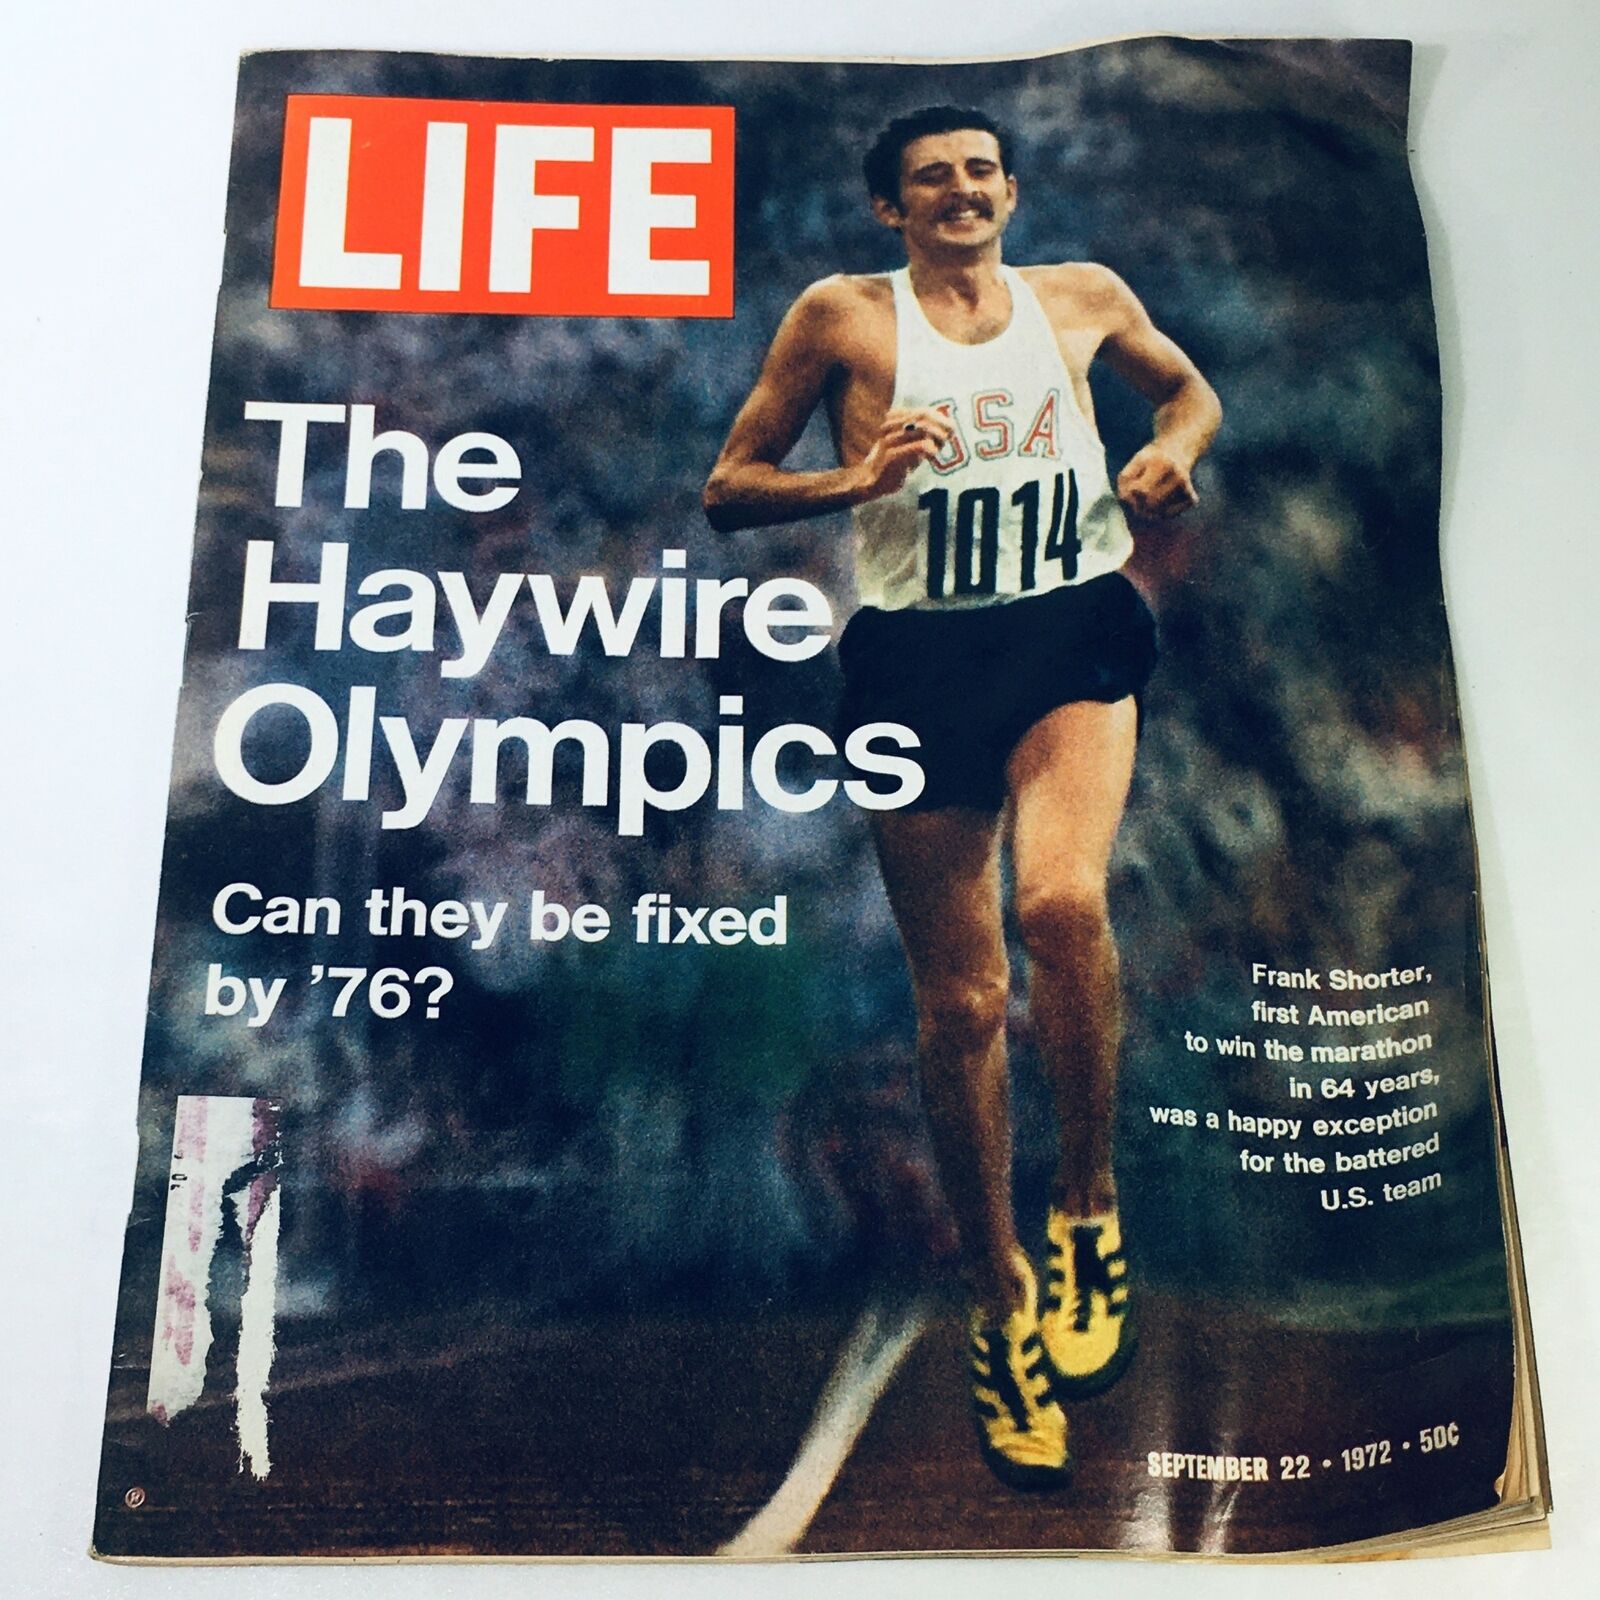 LIFE
The
Haywire
Olympics
Can they be fixed
by ’76?
USA
1014
Frank Shorter,
first American
to win the marathon
in 64 years,
was a happy exception
for the battered
U.S. team
SEPTEMBER 22 • 1972 • 50¢
®